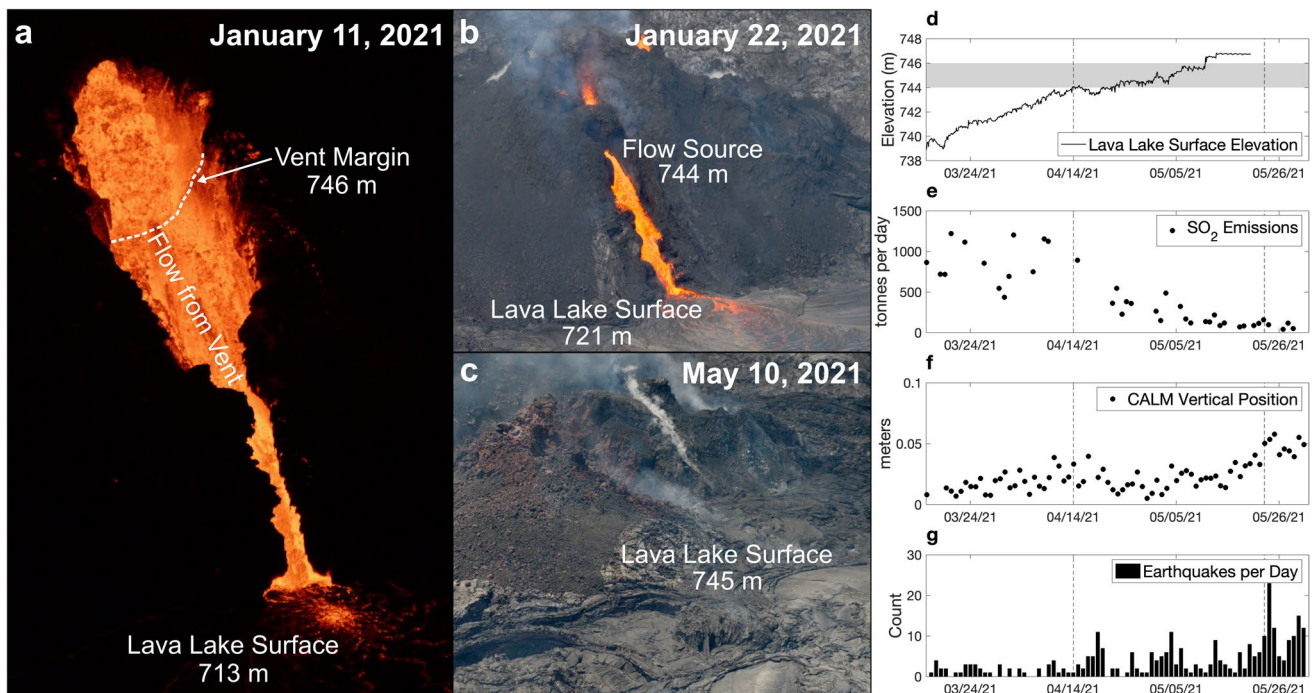 a
January 11, 2021
Vent Margin
746 m
Flow from Vent
Lava Lake Surface
713 m
b
January 22, 2021
Flow Source
744 m
Lava Lake Surface
721 m
c
May 10, 2021
Lava Lake Surface
745 m
d
748
746
744
742
740
738
Elevation (m)
Lava Lake Surface Elevation
03/24/21 04/14/21 05/05/21 05/26/21
e
1500
1000
500
0
tonnes per day
SO₂ Emissions
03/24/21 04/14/21 05/05/21 05/26/21
f
0.1
0.05
0
meters
CALM Vertical Position
03/24/21 04/14/21 05/05/21 05/26/21
g
30
20
10
0
Count
Earthquakes per Day
03/24/21 04/14/21 05/05/21 05/26/21